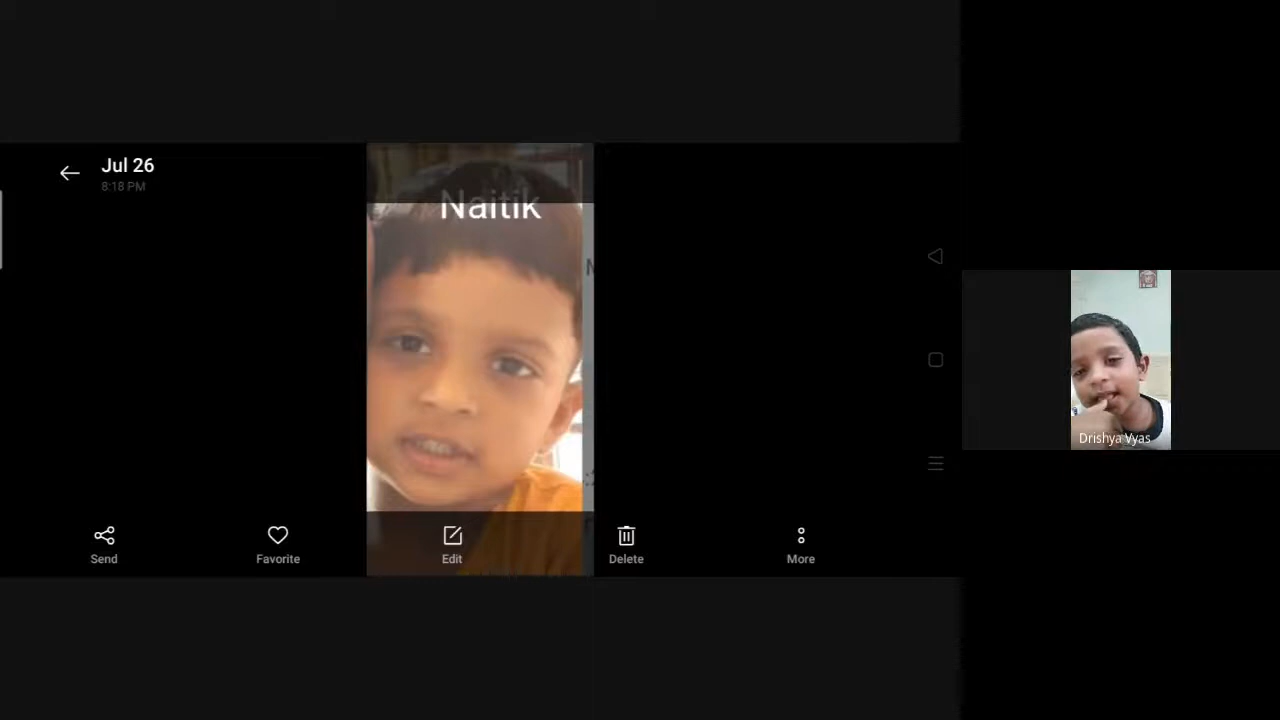 Jul 26
8:18 PM
Naitik
Drishya Vyas
Send
Favorite
Edit
Delete
More